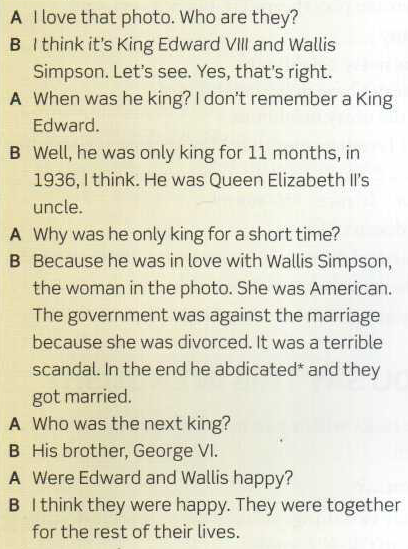 A I love that photo. Who are they?
B I think it's King Edward VIII and Wallis
Simpson. Let's see. Yes, that's right.
A When was he king? I don't remember a King
Edward.
B Well, he was only king for 11 months, in
1936, I think. He was Queen Elizabeth II's
uncle.
A Why was he only king for a short time?
B Because he was in love with Wallis Simpson,
the woman in the photo. She was American.
The government was against the marriage
because she was divorced. It was a terrible
scandal. In the end he abdicated* and they
got married.
A Who was the next king?
B His brother, George VI.
A Were Edward and Wallis happy?
B I think they were happy. They were together
for the rest of their lives.